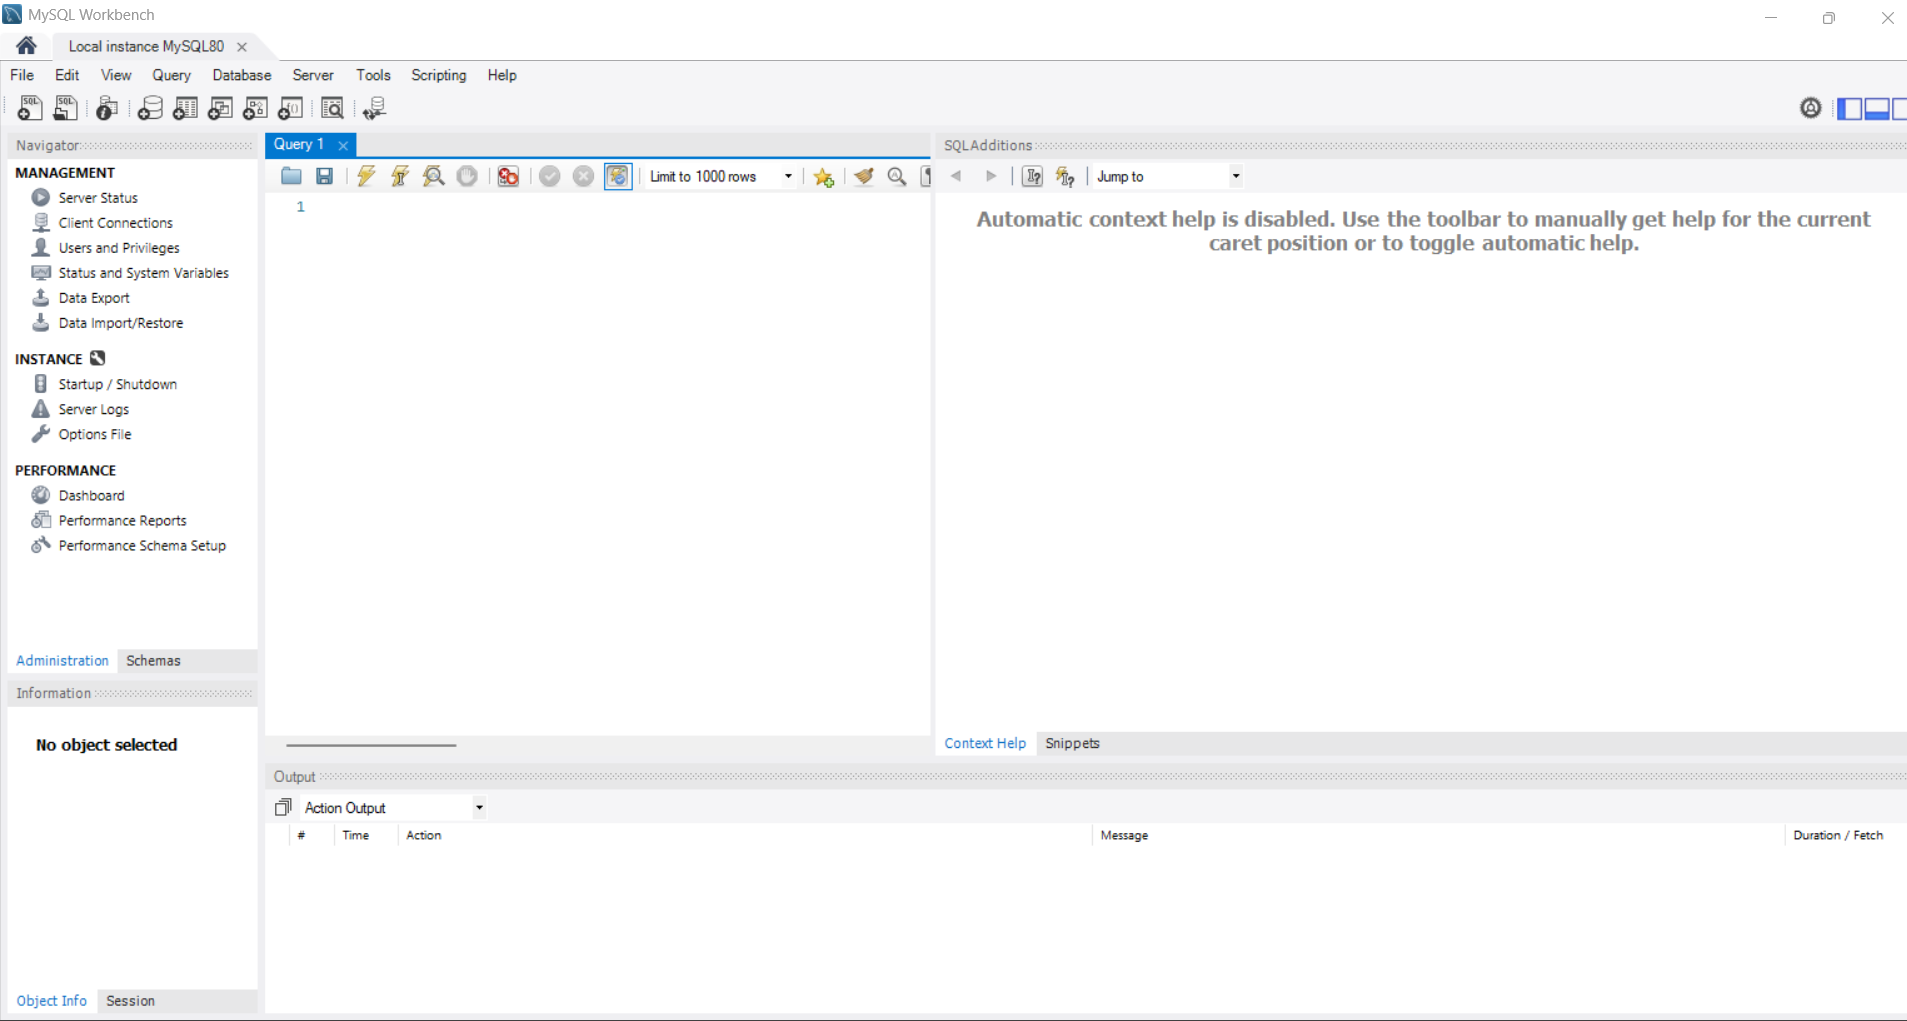 MySQL Workbench
Local instance MySQL80
File Edit View Query Database Server Tools Scripting Help
Navigator
MANAGEMENT
Server Status
Client Connections
Users and Privileges
Status and System Variables
Data Export
Data Import/Restore
INSTANCE
Startup / Shutdown
Server Logs
Options File
PERFORMANCE
Dashboard
Performance Reports
Performance Schema Setup
Administration Schemas
Information
No object selected
Object Info Session
Query 1
Limit to 1000 rows
1
SQLAdditions
Jump to
Automatic context help is disabled. Use the toolbar to manually get help for the current
caret position or to toggle automatic help.
Context Help Snippets
Output
Action Output
# Time Action Message Duration / Fetch